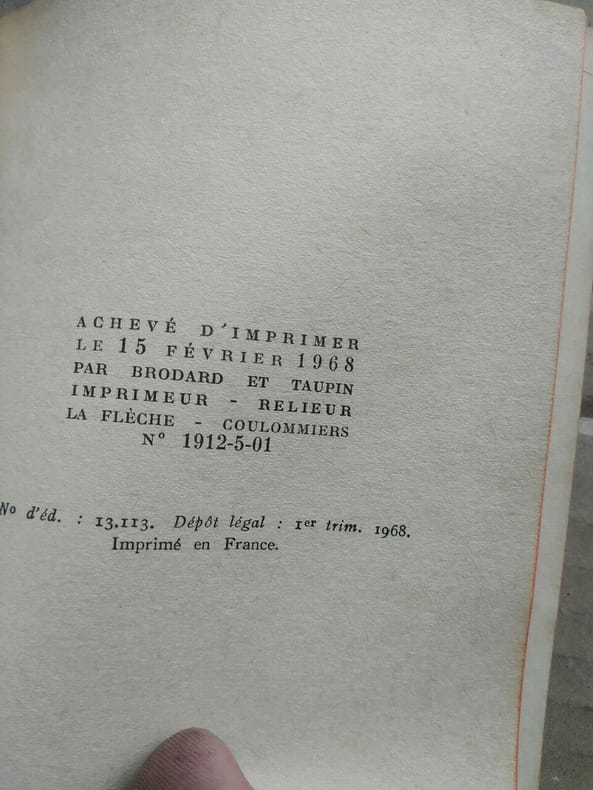 ACHEVÉ D'IMPRIMER
LE 15 FÉVRIER 1968
PAR BRODARD ET TAUPIN
IMPRIMEUR - RELIEUR
LA FLÈCHE - COULOMMIERS
N° 1912-5-01
N° d'éd. : 13.113. Dépôt légal : 1er trim. 1968.
Imprimé en France.